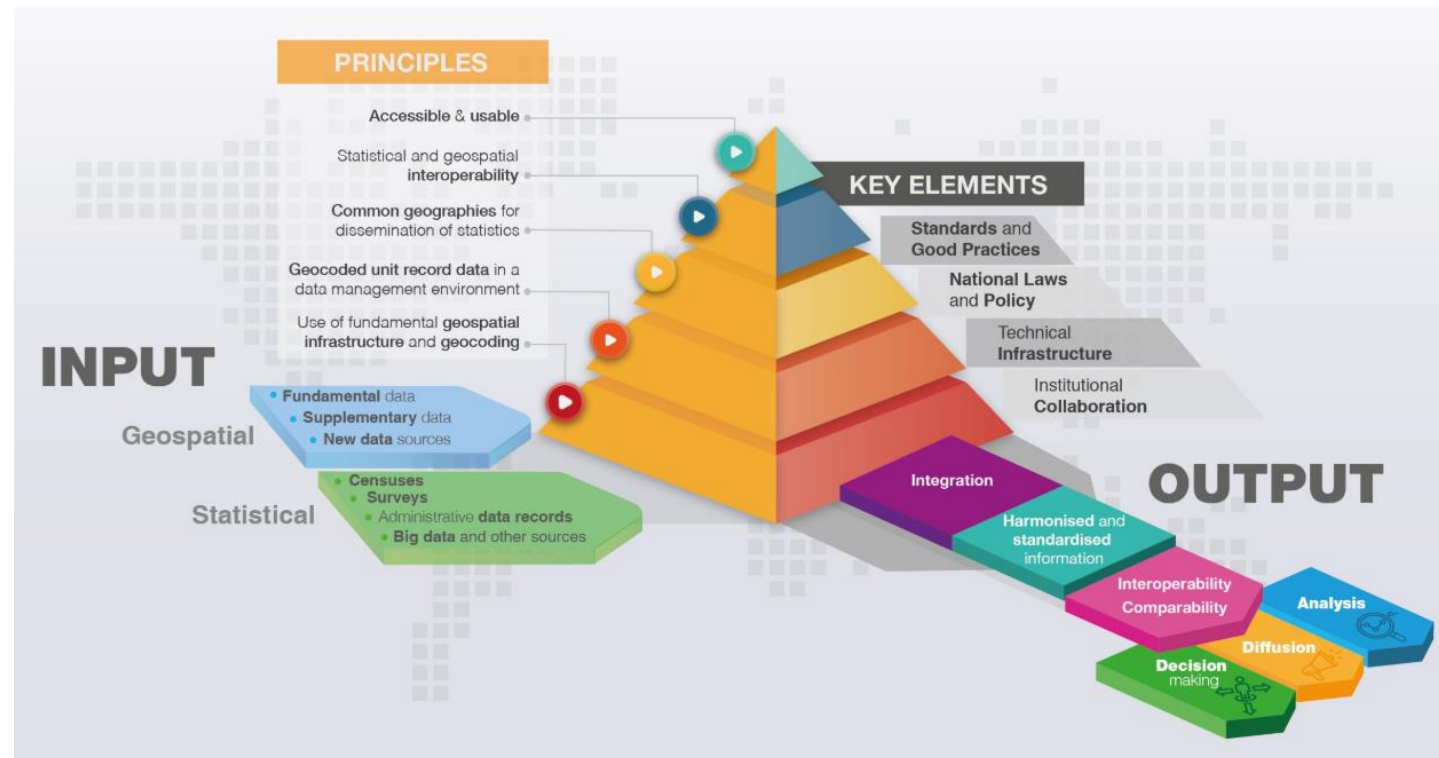 PRINCIPLES
Accessible & usable
Statistical and geospatial
interoperability
Common geographies for
dissemination of statistics
Geocoded unit record data in a
data management environment
Use of fundamental geospatial
infrastructure and geocoding
KEY ELEMENTS
Standards and
Good Practices
National Laws
and Policy
Technical
Infrastructure
Institutional
Collaboration
INPUT
Geospatial
• Fundamental data
• Supplementary data
• New data sources
Statistical
• Censuses
• Surveys
• Administrative data records
• Big data and other sources
OUTPUT
Integration
Harmonised and
standardised
information
Interoperability
Comparability
Analysis
Diffusion
Decision
making